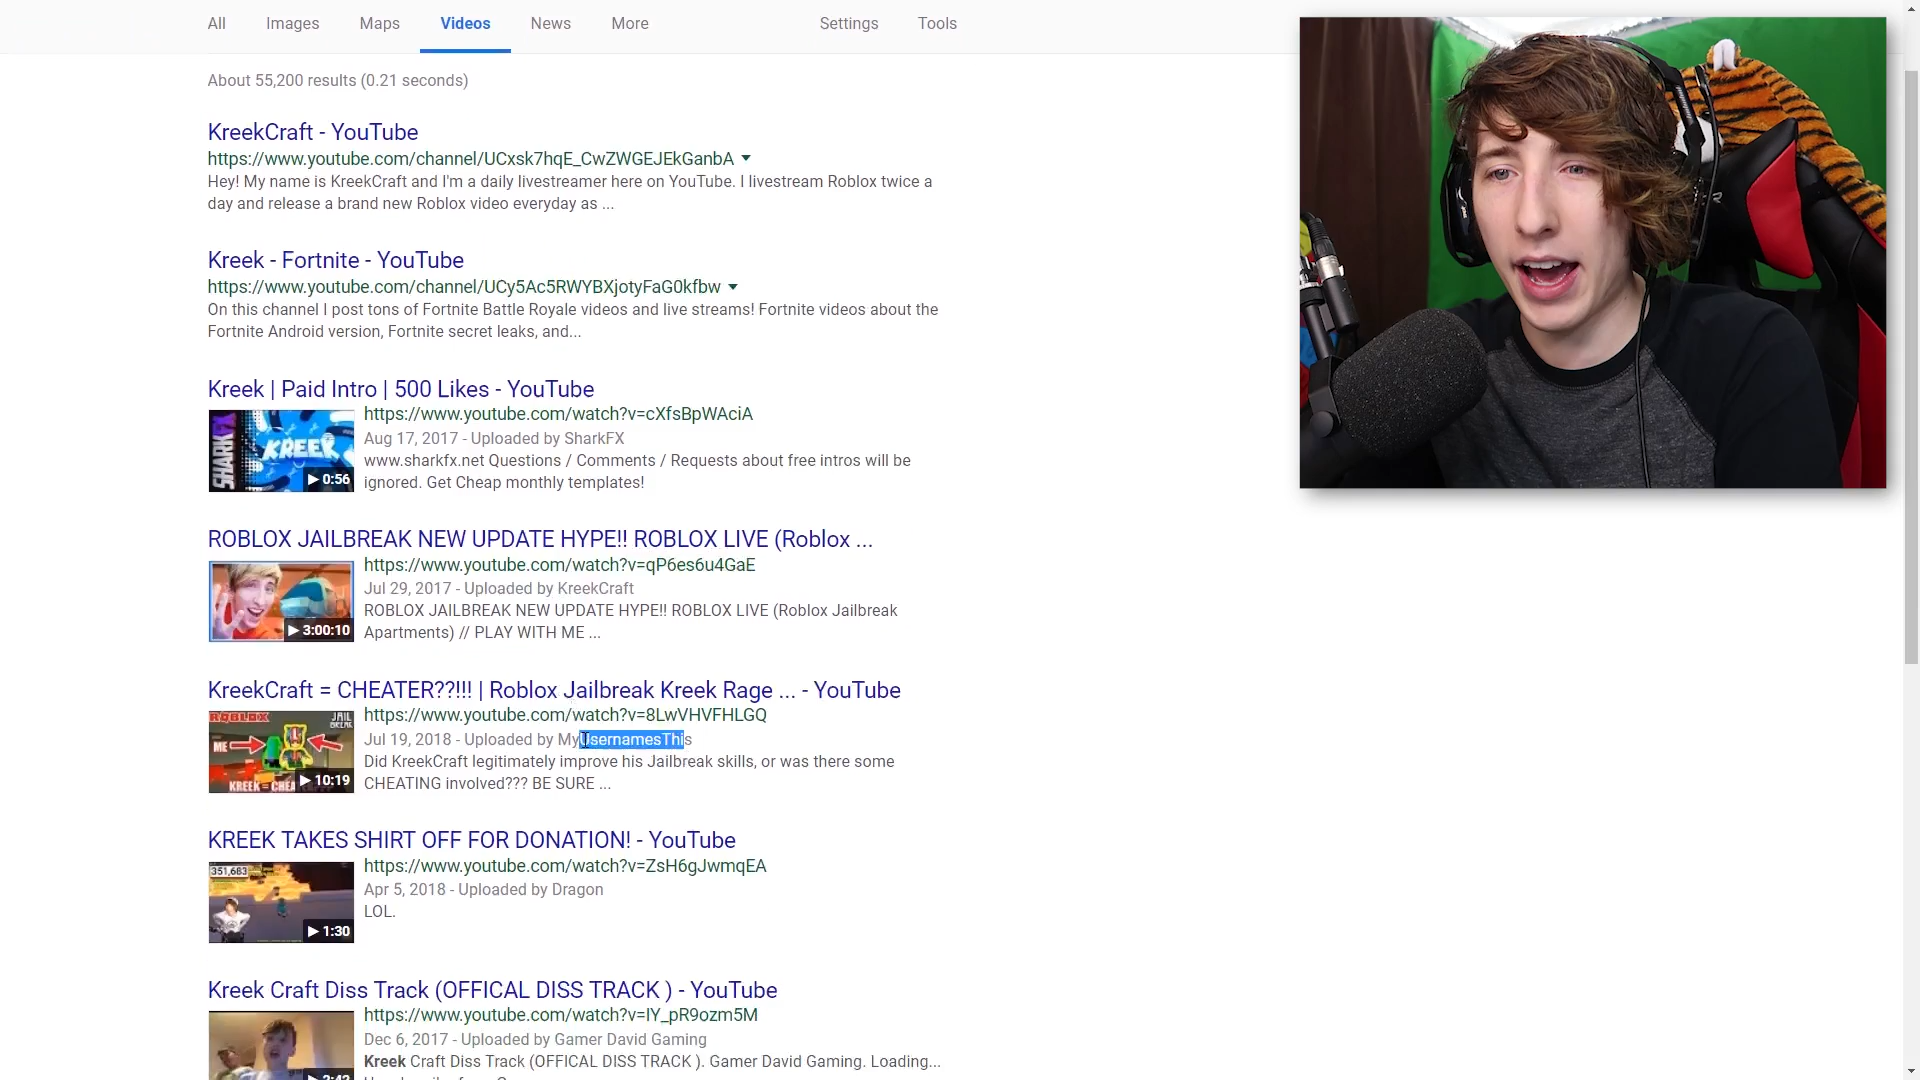 All Images Maps Videos News More Settings Tools
About 55,200 results (0.21 seconds)
KreekCraft - YouTube
https://www.youtube.com/channel/UCxsk7hqE_CwZWGEJEkGanbA
Hey! My name is KreekCraft and I'm a daily livestreamer here on YouTube. I livestream Roblox twice a
day and release a brand new Roblox video everyday as ...
Kreek - Fortnite - YouTube
https://www.youtube.com/channel/UCy5Ac5RWYBXjotyFaG0kfbw
On this channel I post tons of Fortnite Battle Royale videos and live streams! Fortnite videos about the
Fortnite Android version, Fortnite secret leaks, and...
Kreek | Paid Intro | 500 Likes - YouTube
SHARKFX
KREEK
0:56
https://www.youtube.com/watch?v=cXfsBpWAciA
Aug 17, 2017 - Uploaded by SharkFX
www.sharkfx.net Questions / Comments / Requests about free intros will be
ignored. Get Cheap monthly templates!
ROBLOX JAILBREAK NEW UPDATE HYPE!! ROBLOX LIVE (Roblox ...
3:00:10
https://www.youtube.com/watch?v=qP6es6u4GaE
Jul 29, 2017 - Uploaded by KreekCraft
ROBLOX JAILBREAK NEW UPDATE HYPE!! ROBLOX LIVE (Roblox Jailbreak
Apartments) // PLAY WITH ME ...
KreekCraft = CHEATER??!!! | Roblox Jailbreak Kreek Rage ... - YouTube
ROBLOX
JAIL
BREAK
ME
KREEK = CHEA
10:19
https://www.youtube.com/watch?v=8LwVHVFHLGQ
Jul 19, 2018 - Uploaded by MyUsernamesThis
Did KreekCraft legitimately improve his Jailbreak skills, or was there some
CHEATING involved??? BE SURE ...
KREEK TAKES SHIRT OFF FOR DONATION! - YouTube
351,683
1:30
https://www.youtube.com/watch?v=ZsH6gJwmqEA
Apr 5, 2018 - Uploaded by Dragon
LOL.
Kreek Craft Diss Track (OFFICAL DISS TRACK ) - YouTube
https://www.youtube.com/watch?v=IY_pR9ozm5M
Dec 6, 2017 - Uploaded by Gamer David Gaming
Kreek Craft Diss Track (OFFICAL DISS TRACK ). Gamer David Gaming. Loading...